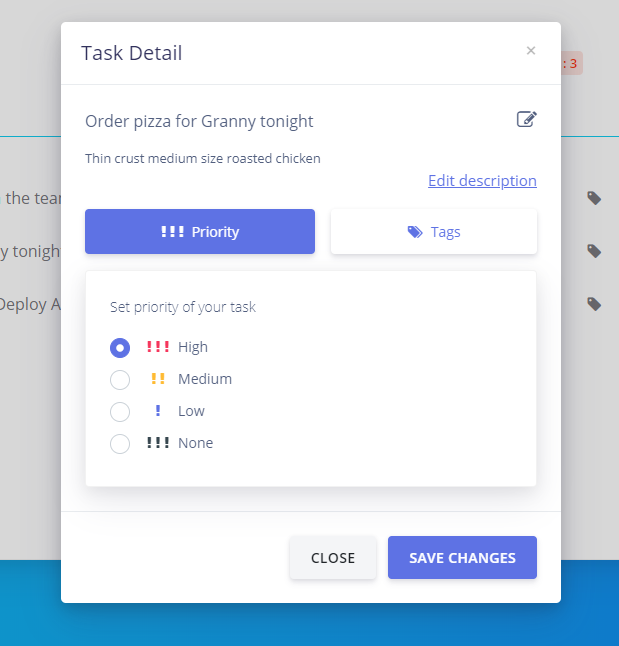 Task Detail
×
: 3
Order pizza for Granny tonight
Thin crust medium size roasted chicken
Edit description
the tea
y tonigh
Deploy A
!!! Priority
Tags
Set priority of your task
!!! High
!! Medium
! Low
!!! None
CLOSE
SAVE CHANGES